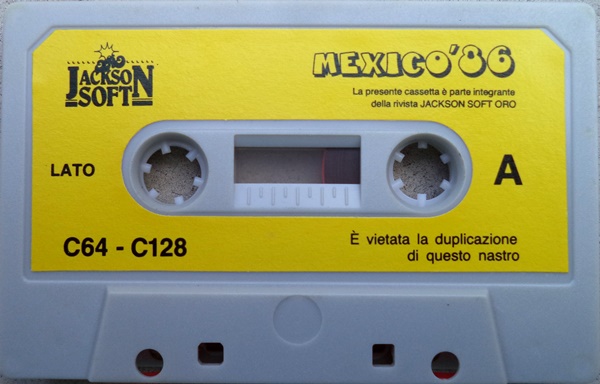 JACKSON
SOFT
MEXICO'86
La presente cassetta è parte integrante
della rivista JACKSON SOFT ORO
LATO
A
C64 - C128
È vietata la duplicazione
di questo nastro